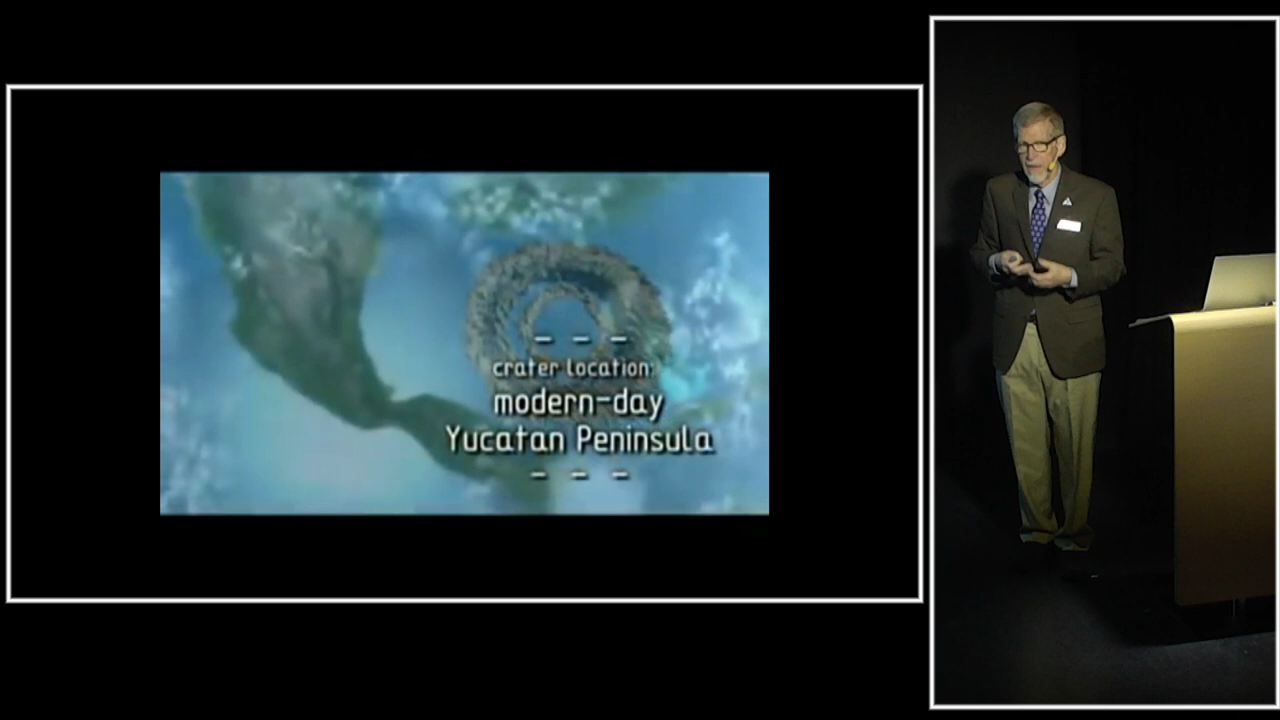 — — —
crater location:
modern-day
Yucatan Peninsula
— — —